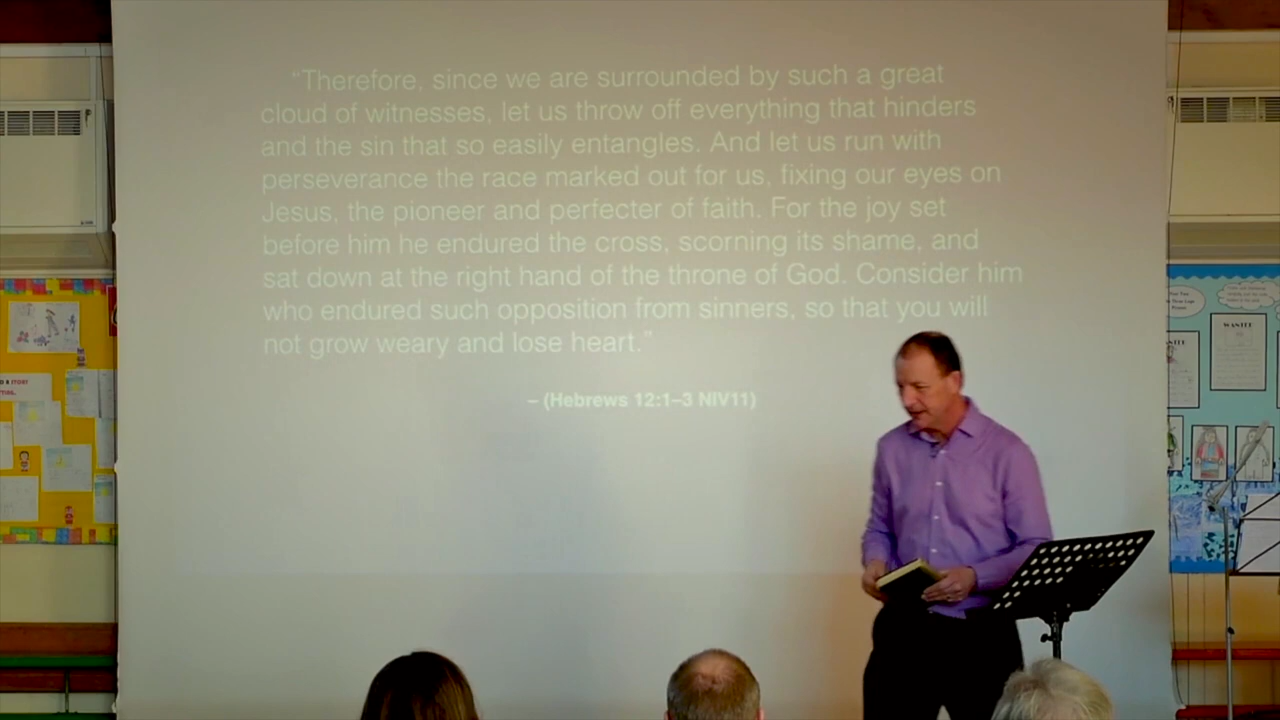 “Therefore, since we are surrounded by such a great
cloud of witnesses, let us throw off everything that hinders
and the sin that so easily entangles. And let us run with
perseverance the race marked out for us, fixing our eyes on
Jesus, the pioneer and perfecter of faith. For the joy set
before him he endured the cross, scorning its shame, and
sat down at the right hand of the throne of God. Consider him
who endured such opposition from sinners, so that you will
not grow weary and lose heart.”
– (Hebrews 12:1–3 NIV11)
WANTED